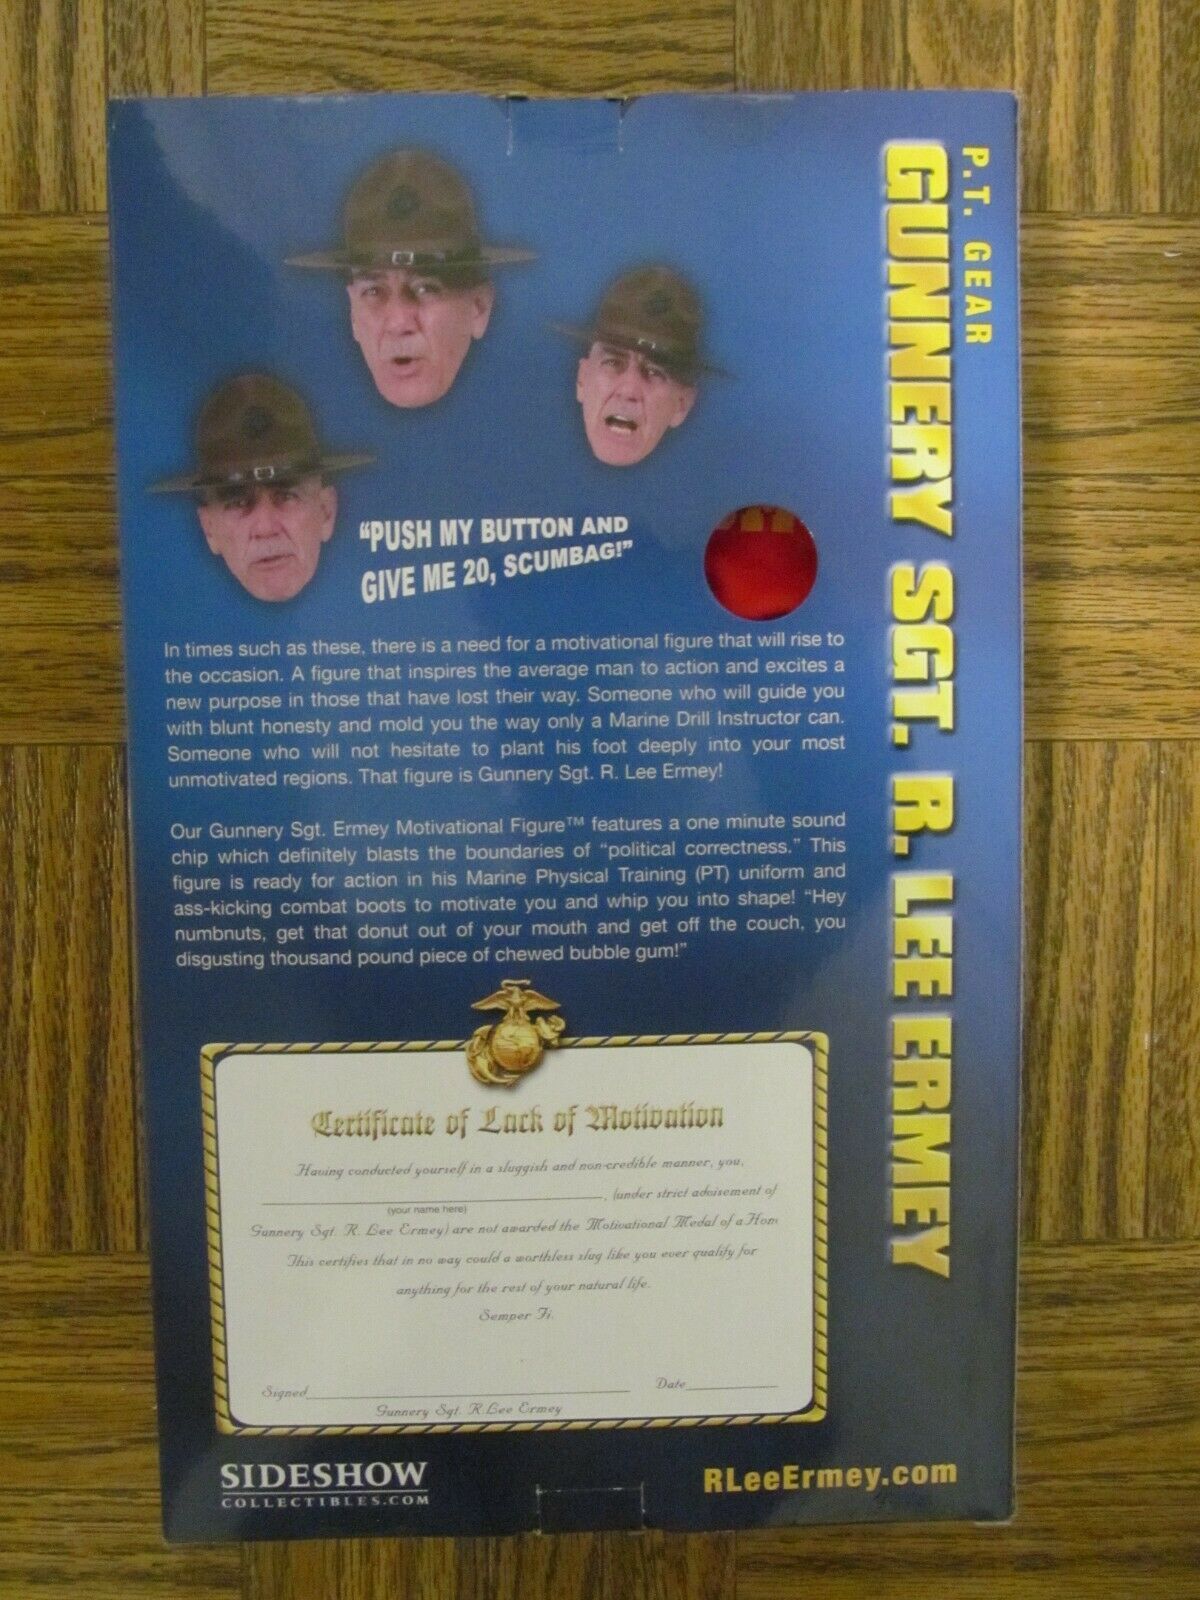 P.T. GEAR
GUNNERY SGT. R. LEE ERMEY
“PUSH MY BUTTON AND
GIVE ME 20, SCUMBAG!”
In times such as these, there is a need for a motivational figure that will rise to
the occasion. A figure that inspires the average man to action and excites a
new purpose in those that have lost their way. Someone who will guide you
with blunt honesty and mold you the way only a Marine Drill Instructor can.
Someone who will not hesitate to plant his foot deeply into your most
unmotivated regions. That figure is Gunnery Sgt. R. Lee Ermey!
Our Gunnery Sgt. Ermey Motivational Figure™ features a one minute sound
chip which definitely blasts the boundaries of “political correctness.” This
figure is ready for action in his Marine Physical Training (PT) uniform and
ass-kicking combat boots to motivate you and whip you into shape! “Hey
numbnuts, get that donut out of your mouth and get off the couch, you
disgusting thousand pound piece of chewed bubble gum!”
Certificate of Lack of Motivation
Having conducted yourself in a sluggish and non-credible manner, you,
, (under strict advisement of
(your name here)
Gunnery Sgt. R. Lee Ermey) are not awarded the Motivational Medal of a Hom
This certifies that in no way could a worthless slug like you ever qualify for
anything for the rest of your natural life.
Semper Fi.
Signed Date
Gunnery Sgt. R.Lee Ermey
SIDESHOW
COLLECTIBLES.COM
RLeeErmey.com